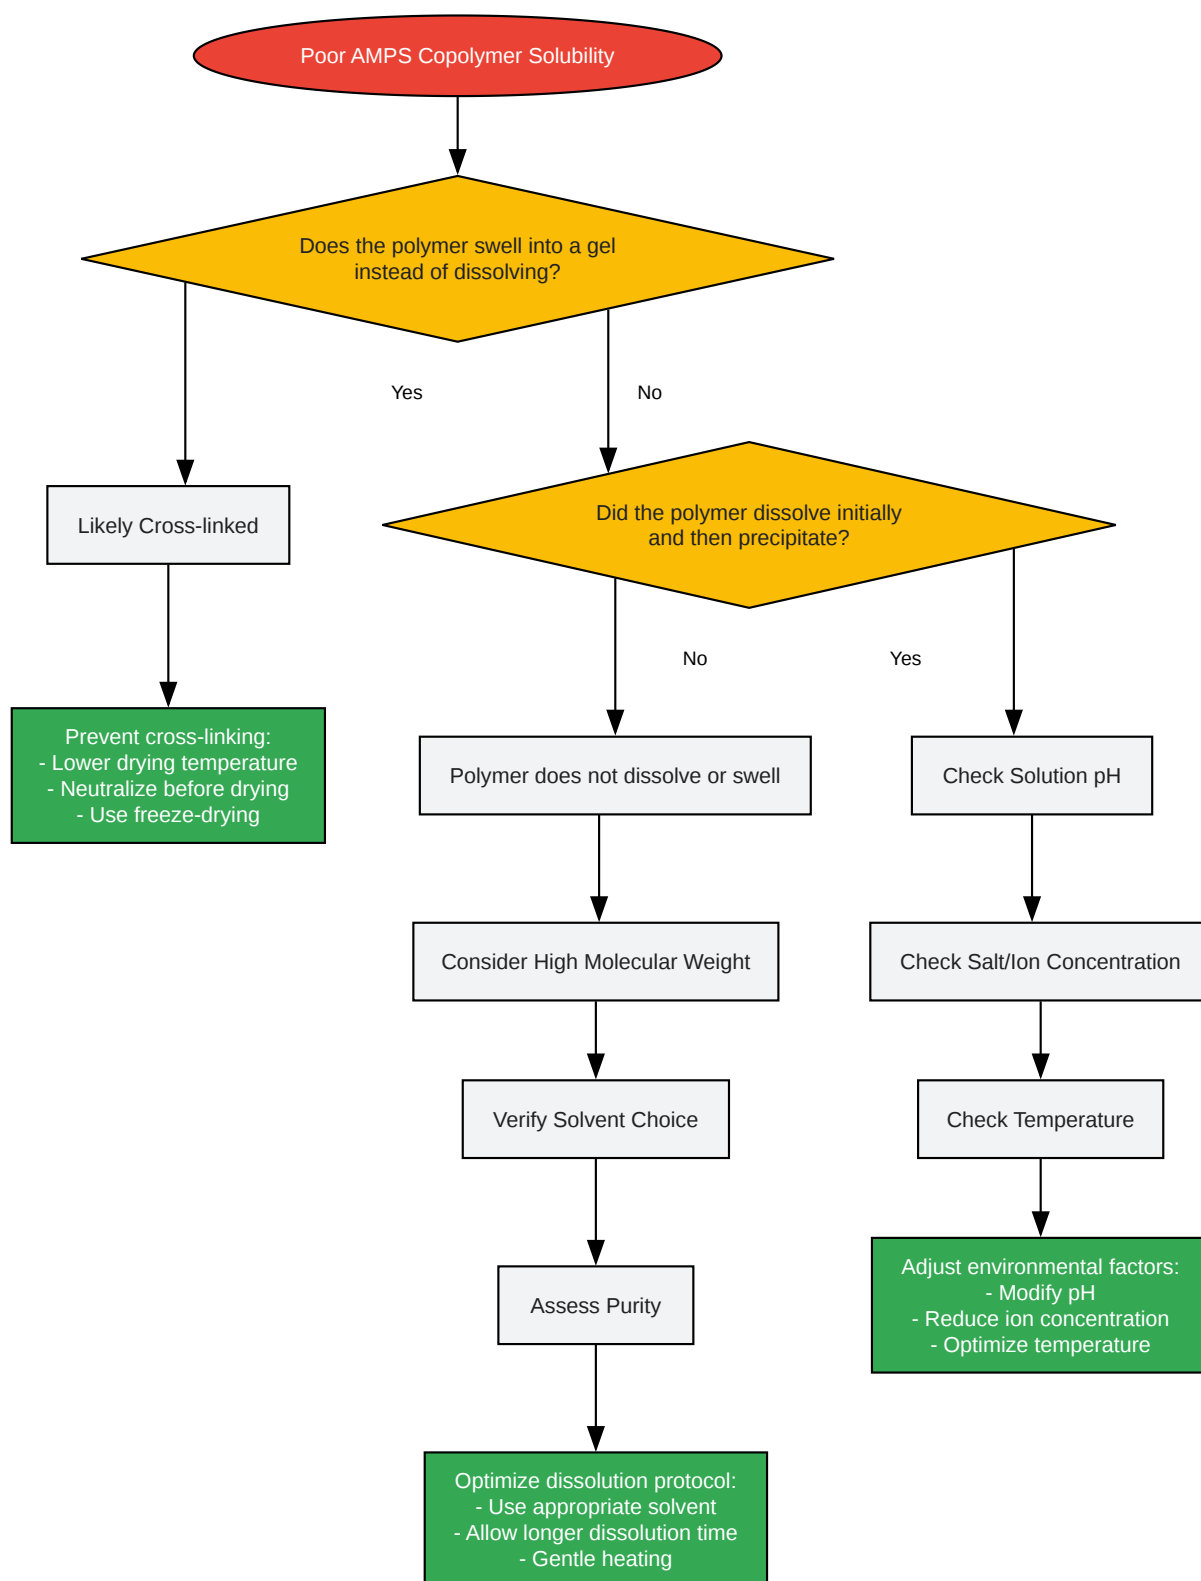 Poor AMPS Copolymer Solubility
Does the polymer swell into a gel
instead of dissolving?
Yes
No
Likely Cross-linked
Did the polymer dissolve initially
and then precipitate?
No
Yes
Prevent cross-linking:
- Lower drying temperature
- Neutralize before drying
- Use freeze-drying
Polymer does not dissolve or swell
Check Solution pH
Consider High Molecular Weight
Check Salt/Ion Concentration
Verify Solvent Choice
Check Temperature
Assess Purity
Adjust environmental factors:
- Modify pH
- Reduce ion concentration
- Optimize temperature
Optimize dissolution protocol:
- Use appropriate solvent
- Allow longer dissolution time
- Gentle heating